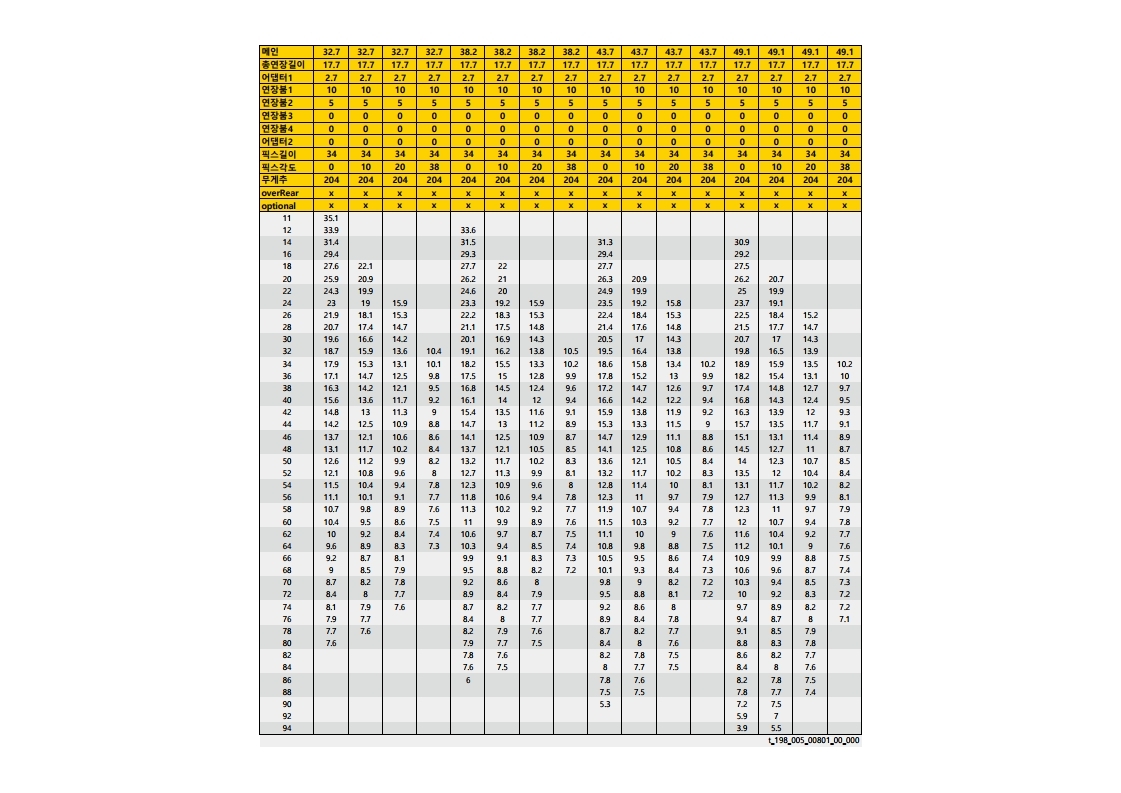 메인 32.7 32.7 32.7 32.7 38.2 38.2 38.2 38.2 43.7 43.7 43.7 43.7 49.1 49.1 49.1 49.1
총연장길이 17.7 17.7 17.7 17.7 17.7 17.7 17.7 17.7 17.7 17.7 17.7 17.7 17.7 17.7 17.7 17.7
어댑터1 2.7 2.7 2.7 2.7 2.7 2.7 2.7 2.7 2.7 2.7 2.7 2.7 2.7 2.7 2.7 2.7
연장붐1 10 10 10 10 10 10 10 10 10 10 10 10 10 10 10 10
연장붐2 5 5 5 5 5 5 5 5 5 5 5 5 5 5 5 5
연장붐3 0 0 0 0 0 0 0 0 0 0 0 0 0 0 0 0
연장붐4 0 0 0 0 0 0 0 0 0 0 0 0 0 0 0 0
어댑터2 0 0 0 0 0 0 0 0 0 0 0 0 0 0 0 0
픽스길이 34 34 34 34 34 34 34 34 34 34 34 34 34 34 34 34
픽스각도 0 10 20 38 0 10 20 38 0 10 20 38 0 10 20 38
무게추 204 204 204 204 204 204 204 204 204 204 204 204 204 204 204 204
overRear x x x x x x x x x x x x x x x x
optional x x x x x x x x x x x x x x x x
11 35.1
12 33.9 33.6
14 31.4 31.5 31.3 30.9
16 29.4 29.3 29.4 29.2
18 27.6 22.1 27.7 22 27.7 27.5
20 25.9 20.9 26.2 21 26.3 20.9 26.2 20.7
22 24.3 19.9 24.6 20 24.9 19.9 25 19.9
24 23 19 15.9 23.3 19.2 15.9 23.5 19.2 15.8 23.7 19.1
26 21.9 18.1 15.3 22.2 18.3 15.3 22.4 18.4 15.3 22.5 18.4 15.2
28 20.7 17.4 14.7 21.1 17.5 14.8 21.4 17.6 14.8 21.5 17.7 14.7
30 19.6 16.6 14.2 20.1 16.9 14.3 20.5 17 14.3 20.7 17 14.3
32 18.7 15.9 13.6 10.4 19.1 16.2 13.8 10.5 19.5 16.4 13.8 19.8 16.5 13.9
34 17.9 15.3 13.1 10.1 18.2 15.5 13.3 10.2 18.6 15.8 13.4 10.2 18.9 15.9 13.5 10.2
36 17.1 14.7 12.5 9.8 17.5 15 12.8 9.9 17.8 15.2 13 9.9 18.2 15.4 13.1 10
38 16.3 14.2 12.1 9.5 16.8 14.5 12.4 9.6 17.2 14.7 12.6 9.7 17.4 14.8 12.7 9.7
40 15.6 13.6 11.7 9.2 16.1 14 12 9.4 16.6 14.2 12.2 9.4 16.8 14.3 12.4 9.5
42 14.8 13 11.3 9 15.4 13.5 11.6 9.1 15.9 13.8 11.9 9.2 16.3 13.9 12 9.3
44 14.2 12.5 10.9 8.8 14.7 13 11.2 8.9 15.3 13.3 11.5 9 15.7 13.5 11.7 9.1
46 13.7 12.1 10.6 8.6 14.1 12.5 10.9 8.7 14.7 12.9 11.1 8.8 15.1 13.1 11.4 8.9
48 13.1 11.7 10.2 8.4 13.7 12.1 10.5 8.5 14.1 12.5 10.8 8.6 14.5 12.7 11 8.7
50 12.6 11.2 9.9 8.2 13.2 11.7 10.2 8.3 13.6 12.1 10.5 8.4 14 12.3 10.7 8.5
52 12.1 10.8 9.6 8 12.7 11.3 9.9 8.1 13.2 11.7 10.2 8.3 13.5 12 10.4 8.4
54 11.5 10.4 9.4 7.8 12.3 10.9 9.6 8 12.8 11.4 10 8.1 13.1 11.7 10.2 8.2
56 11.1 10.1 9.1 7.7 11.8 10.6 9.4 7.8 12.3 11 9.7 7.9 12.7 11.3 9.9 8.1
58 10.7 9.8 8.9 7.6 11.3 10.2 9.2 7.7 11.9 10.7 9.4 7.8 12.3 11 9.7 7.9
60 10.4 9.5 8.6 7.5 11 9.9 8.9 7.6 11.5 10.3 9.2 7.7 12 10.7 9.4 7.8
62 10 9.2 8.4 7.4 10.6 9.7 8.7 7.5 11.1 10 9 7.6 11.6 10.4 9.2 7.7
64 9.6 8.9 8.3 7.3 10.3 9.4 8.5 7.4 10.8 9.8 8.8 7.5 11.2 10.1 9 7.6
66 9.2 8.7 8.1 9.9 9.1 8.3 7.3 10.5 9.5 8.6 7.4 10.9 9.9 8.8 7.5
68 9 8.5 7.9 9.5 8.8 8.2 7.2 10.1 9.3 8.4 7.3 10.6 9.6 8.7 7.4
70 8.7 8.2 7.8 9.2 8.6 8 9.8 9 8.2 7.2 10.3 9.4 8.5 7.3
72 8.4 8 7.7 8.9 8.4 7.9 9.5 8.8 8.1 7.2 10 9.2 8.3 7.2
74 8.1 7.9 7.6 8.7 8.2 7.7 9.2 8.6 8 9.7 8.9 8.2 7.2
76 7.9 7.7 8.4 8 7.7 8.9 8.4 7.8 9.4 8.7 8 7.1
78 7.7 7.6 8.2 7.9 7.6 8.7 8.2 7.7 9.1 8.5 7.9
80 7.6 7.9 7.7 7.5 8.4 8 7.6 8.8 8.3 7.8
82 7.8 7.6 8.2 7.8 7.5 8.6 8.2 7.7
84 7.6 7.5 8 7.7 7.5 8.4 8 7.6
86 6 7.8 7.6 8.2 7.8 7.5
88 7.5 7.5 7.8 7.7 7.4
90 5.3 7.2 7.5
92 5.9 7
94 3.9 5.5
t_198_005_00801_00_000